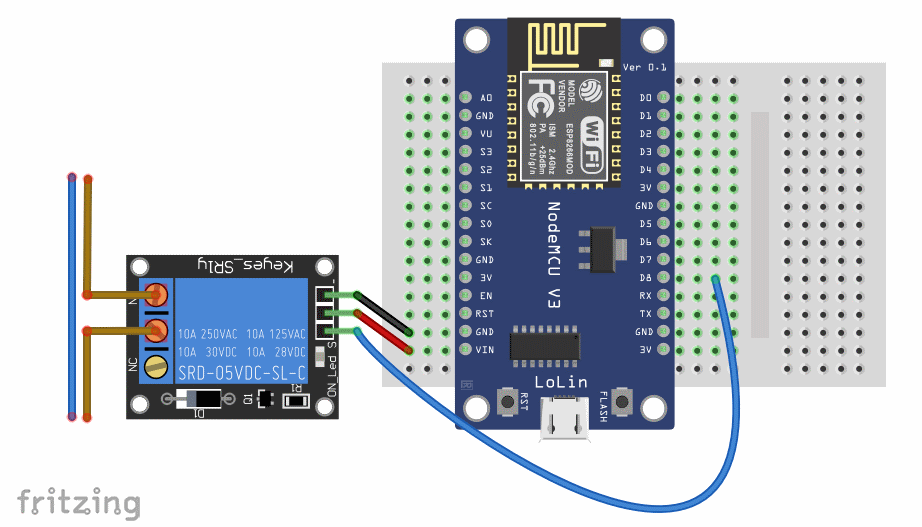 Ver 0.1
A0
GND
VU
S3
S2
S1
SC
S0
SK
GND
3V
EN
RST
GND
VIN
D0
D1
D2
D3
D4
3V
GND
D5
D6
D7
D8
RX
TX
GND
3V
MODEL
VENDOR
ESP8266MOD
FC
WiFi
ISM 2.4Ghz
PA +25dBm
802.11b/g/n
NodeMCU V3
LoLin
RST
FLASH
Keyes_SR1y
NC
10A 250VAC 10A 125VAC
10A 30VDC 10A 28VDC
SRD-05VDC-SL-C
-
S
ON_Led
D1
Q1
R1
fritzing